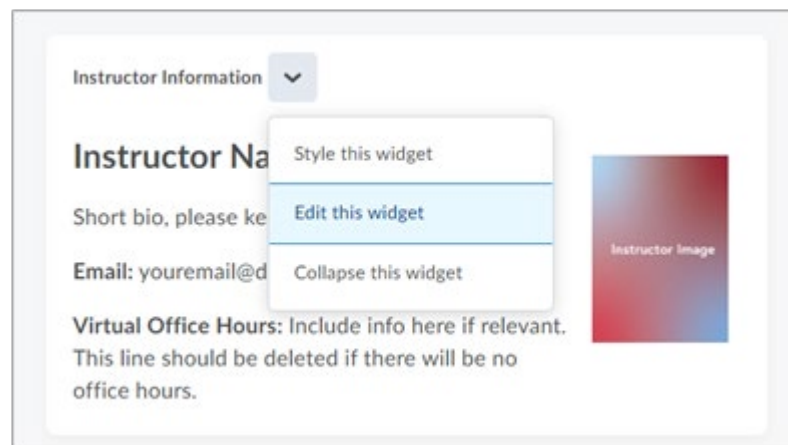 Instructor Information
Instructor Na
Style this widget
Short bio, please ke
Edit this widget
Instructor Image
Email: youremail@d
Collapse this widget
Virtual Office Hours: Include info here if relevant.
This line should be deleted if there will be no
office hours.